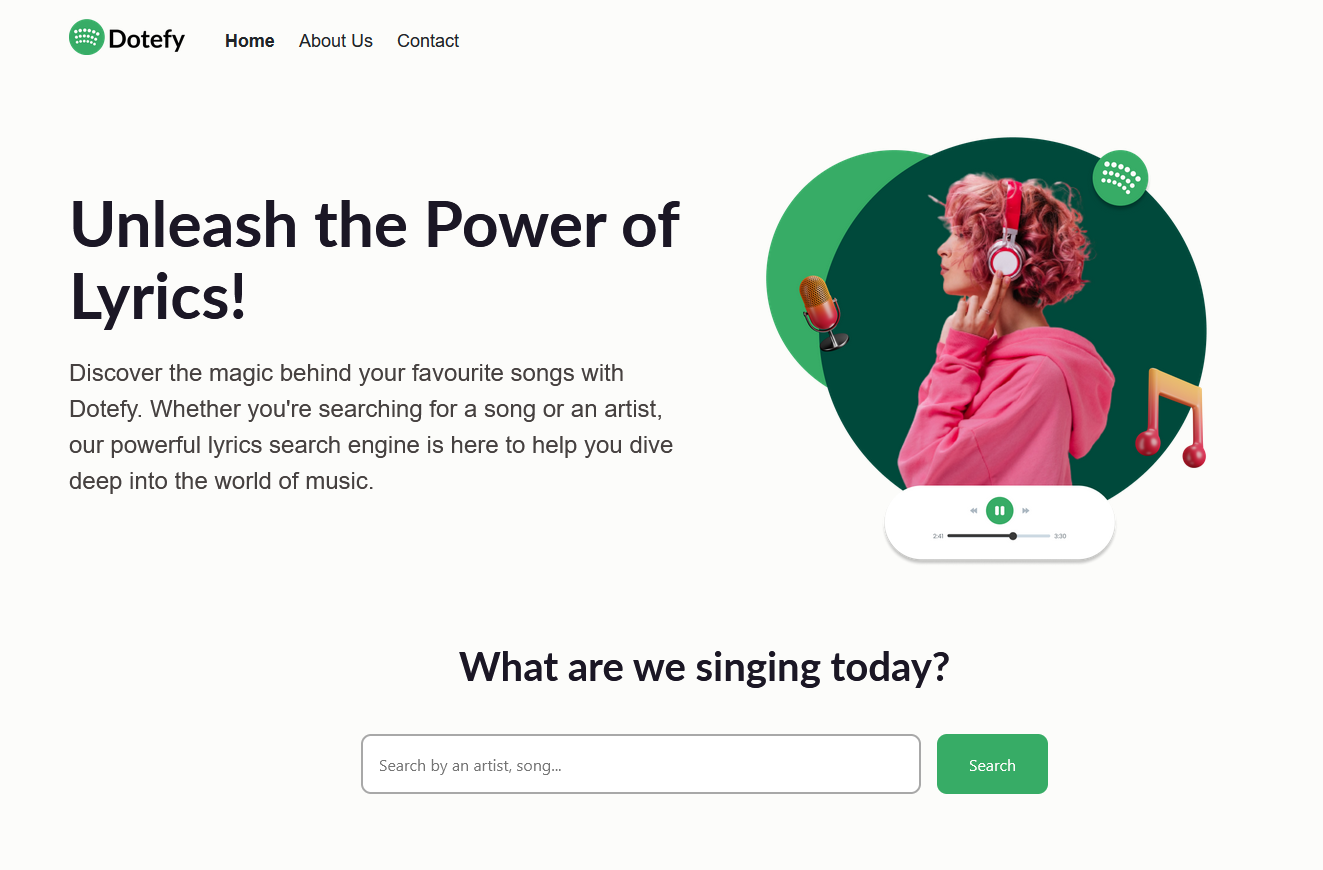 Dotefy
Home
About Us
Contact
Unleash the Power of
Lyrics!
Discover the magic behind your favourite songs with
Dotefy. Whether you're searching for a song or an artist,
our powerful lyrics search engine is here to help you dive
deep into the world of music.
2:41
3:30
What are we singing today?
Search by an artist, song...
Search